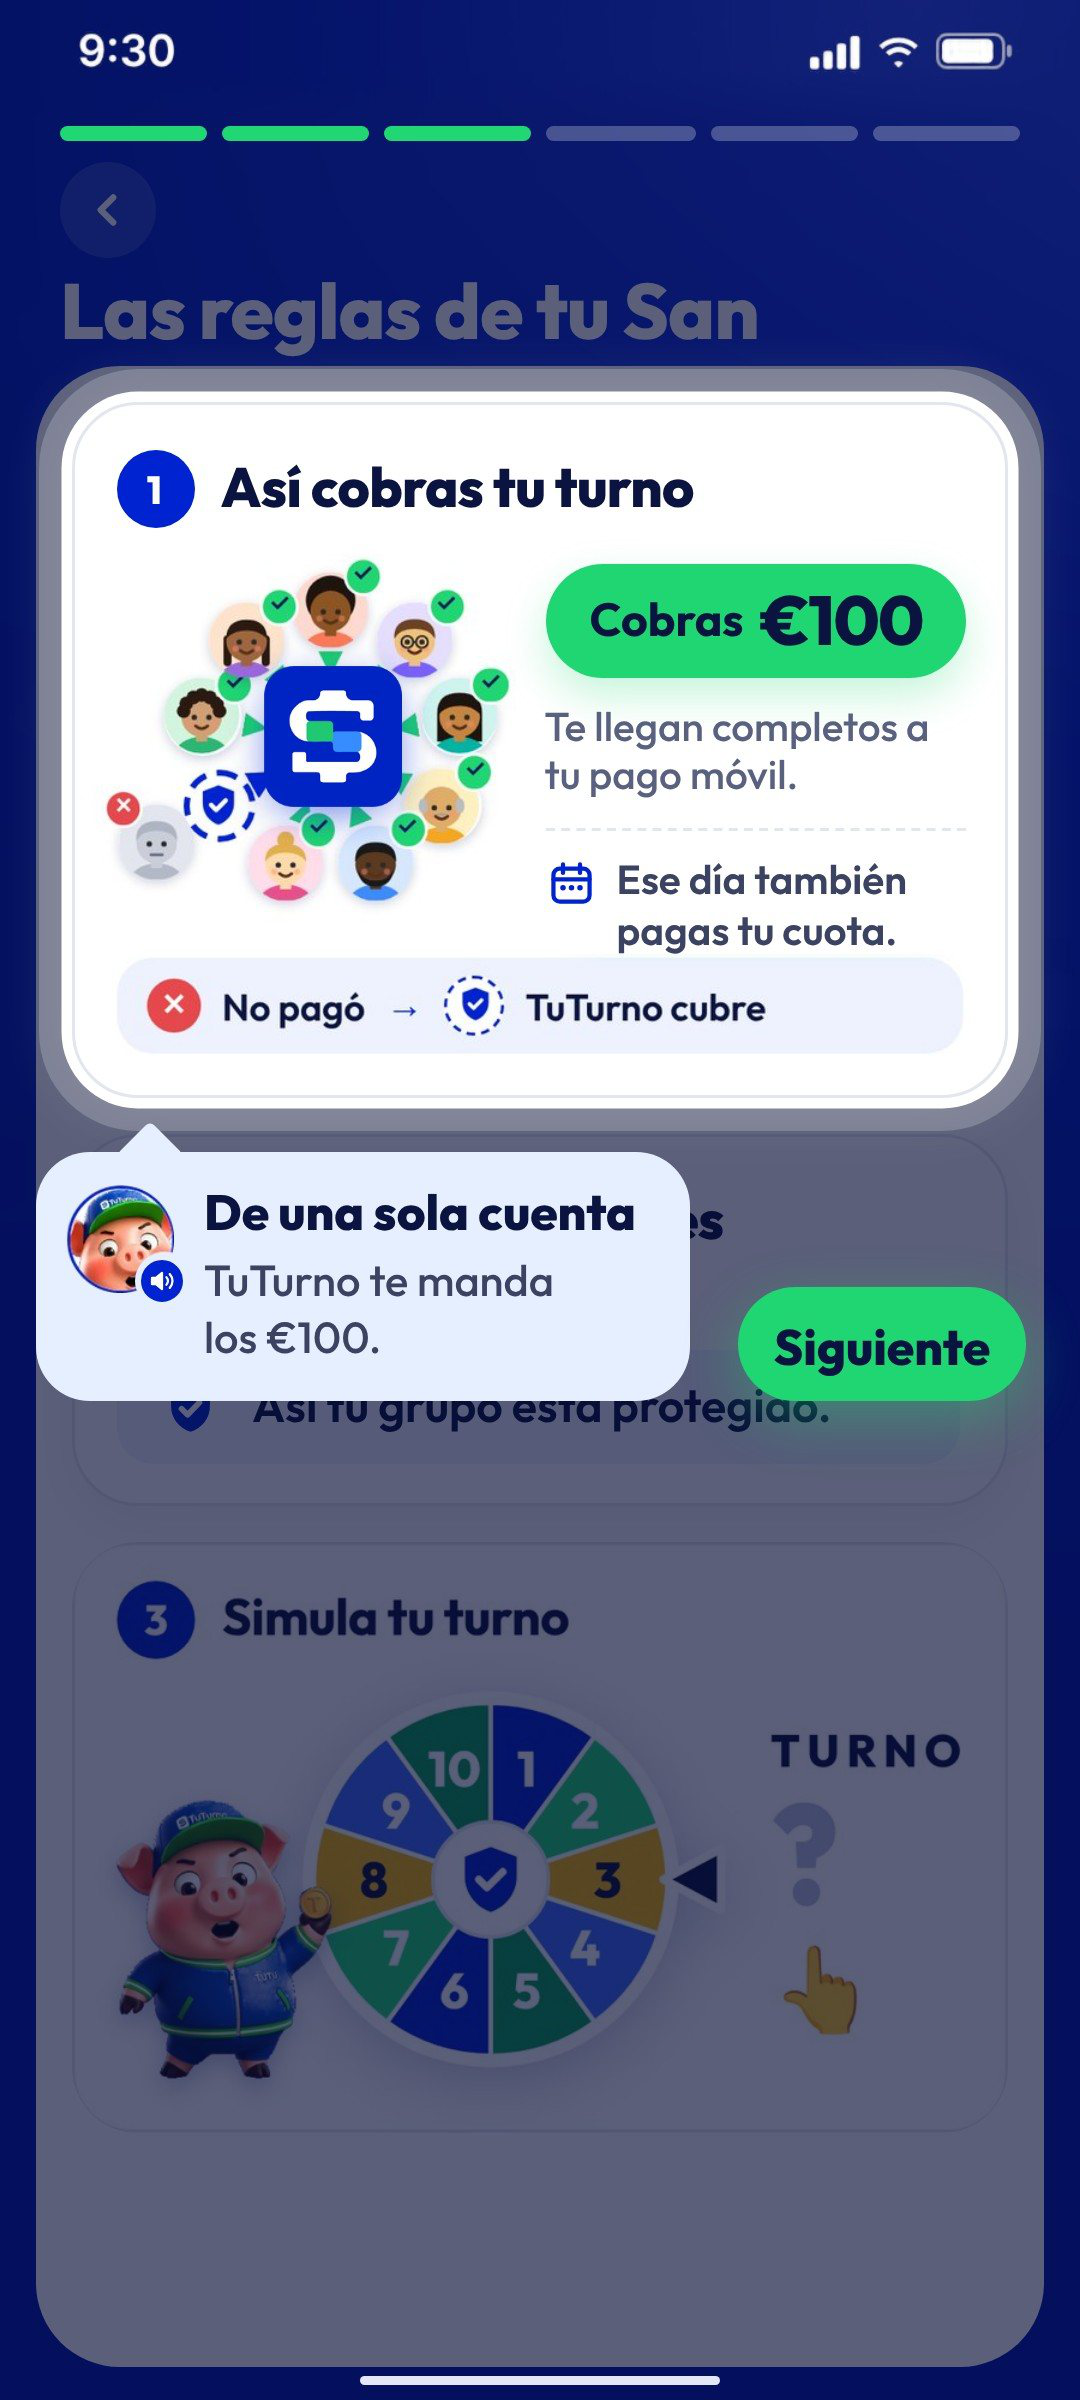 9:30
Las reglas de tu San
1 Así cobras tu turno
Cobras €100
Te llegan completos a
tu pago móvil.
Ese día también
pagas tu cuota.
No pagó → TuTurno cubre
De una sola cuenta
TuTurno te manda
los €100.
es
Siguiente
Así tu grupo está protegido.
3 Simula tu turno
TURNO
?
10
1
9
2
8
3
7
4
6
5
TuTurno
TUTU